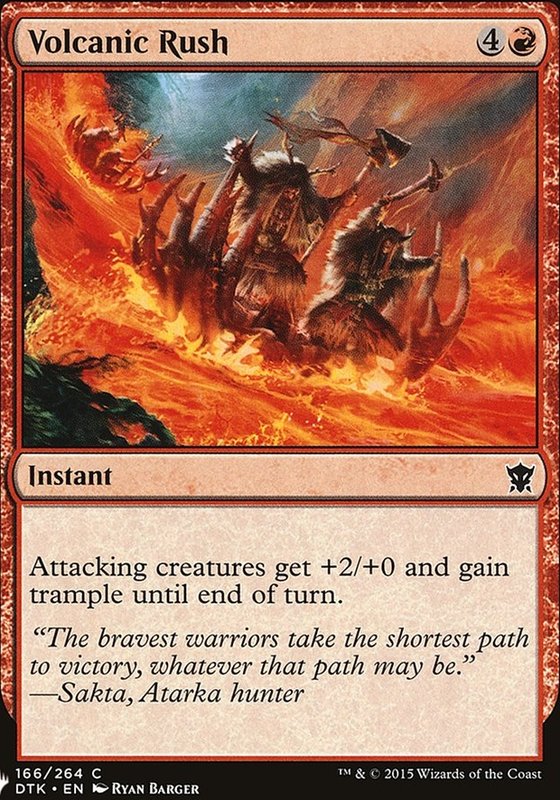 Volcanic Rush 4
Instant
Attacking creatures get +2/+0 and gain
trample until end of turn.
“The bravest warriors take the shortest path
to victory, whatever that path may be.”
—Sakta, Atarka hunter
166/264 C
DTK • EN Ryan Barger
™ & © 2015 Wizards of the Coast